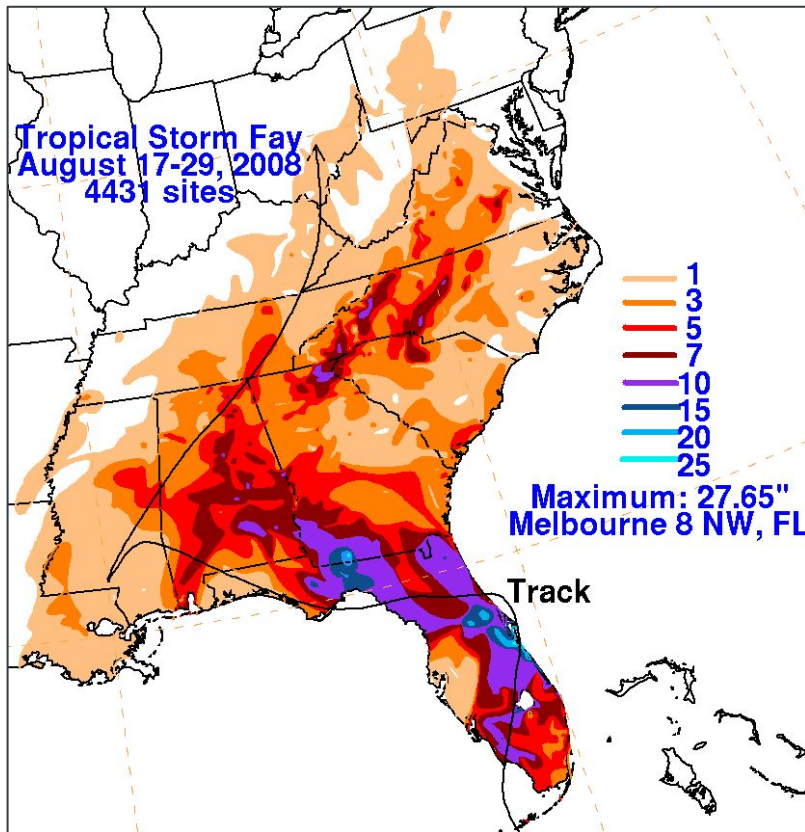 Tropical Storm Fay
August 17-29, 2008
4431 sites
1
3
5
7
10
15
20
25
Maximum: 27.65"
Melbourne 8 NW, FL
Track